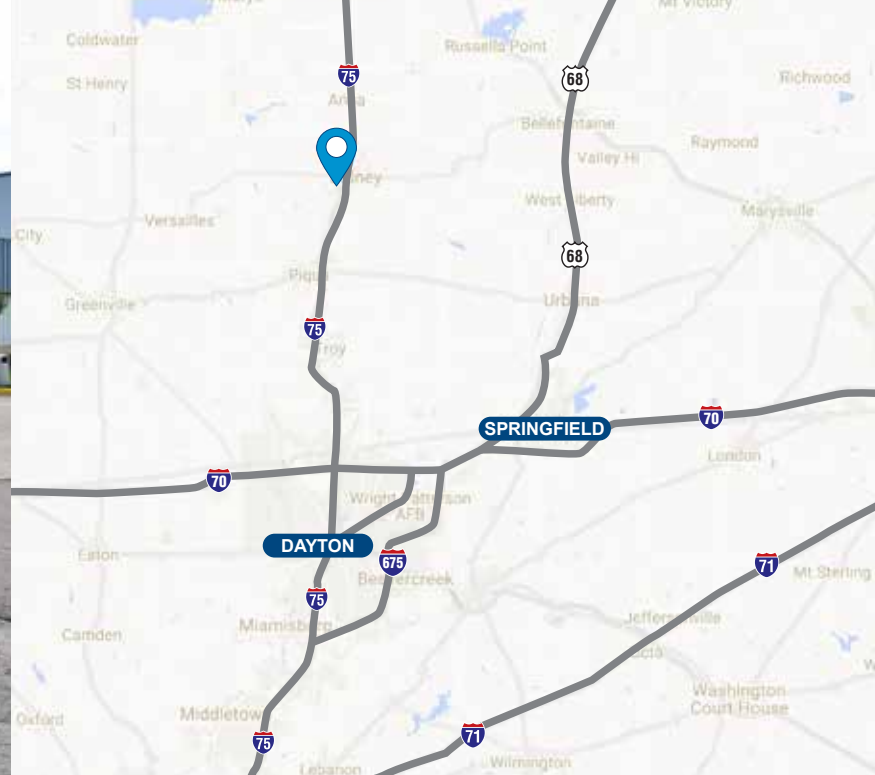 Mt Victory
Coldwater
Russells Point
75
68
Richwood
St Henry
Anna
Bellefontaine
Raymond
Valley Hi
West Liberty
Marysville
Versailles
City
68
Piqua
Urbana
Greenville
75
Troy
SPRINGFIELD
70
London
70
Wright-Patterson
AFB
DAYTON
Eaton
675
71
Mt Sterling
Beavercreek
75
Jeffersonville
Miamisburg
Camden
Washington
Court House
Oxford
Middletown
71
75
Wilmington
Lebanon